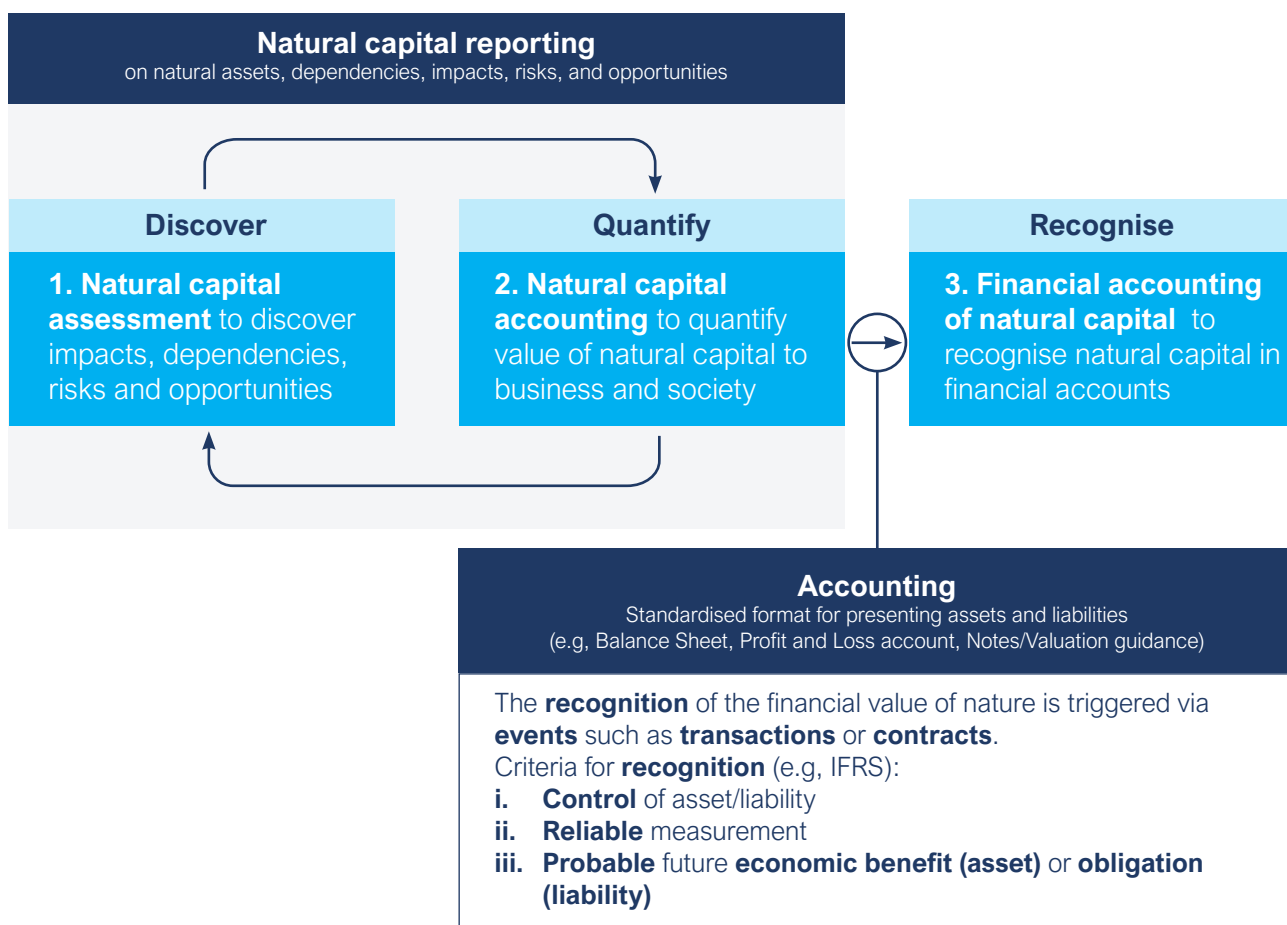 Natural capital reporting
on natural assets, dependencies, impacts, risks, and opportunities
Discover
1. Natural capital
assessment to discover
impacts, dependencies,
risks and opportunities
Quantify
2. Natural capital
accounting to quantify
value of natural capital to
business and society
Recognise
3. Financial accounting
of natural capital to
recognise natural capital in
financial accounts
Accounting
Standardised format for presenting assets and liabilities
(e.g, Balance Sheet, Profit and Loss account, Notes/Valuation guidance)
The recognition of the financial value of nature is triggered via
events such as transactions or contracts.
Criteria for recognition (e.g, IFRS):
i. Control of asset/liability
ii. Reliable measurement
iii. Probable future economic benefit (asset) or obligation
(liability)